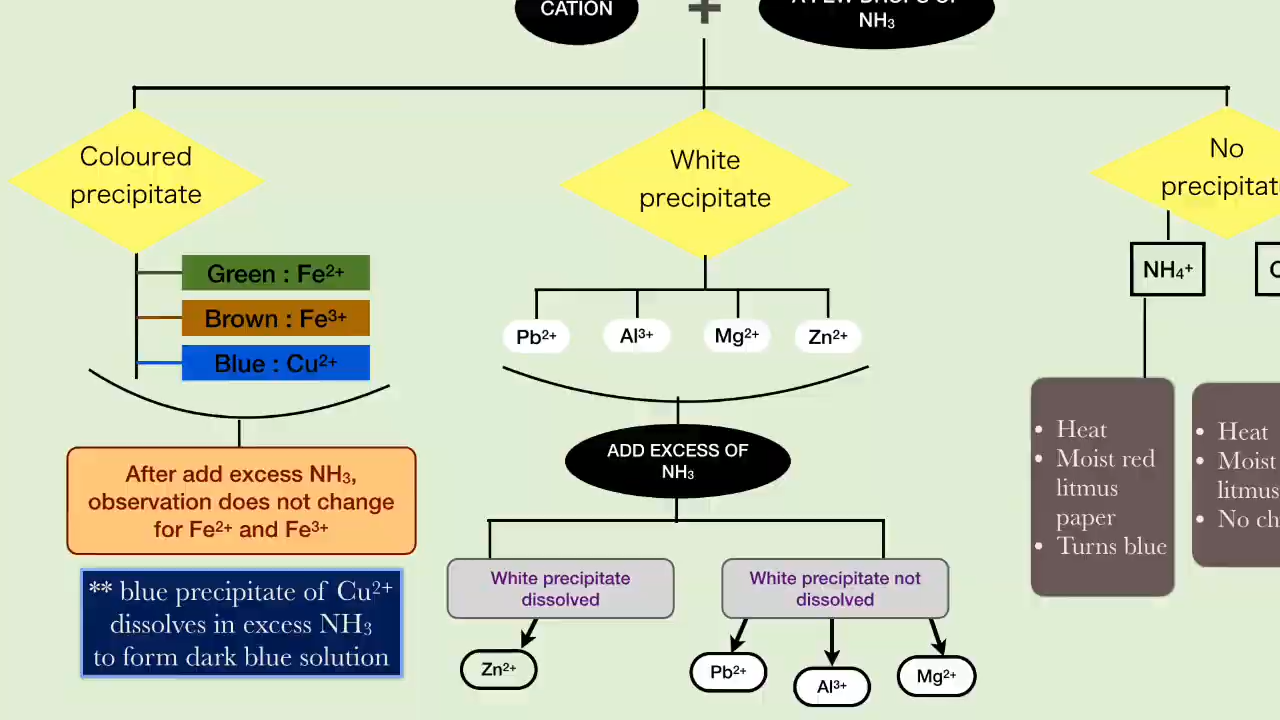 CATION
NH₃
Coloured
precipitate
White
precipitate
No
Green : Fe²⁺
Brown : Fe³⁺
Blue : Cu²⁺
Pb²⁺
Al³⁺
Mg²⁺
Zn²⁺
NH₄⁺
After add excess NH₃,
observation does not change
for Fe²⁺ and Fe³⁺
** blue precipitate of Cu²⁺
dissolves in excess NH₃
to form dark blue solution
ADD EXCESS OF
NH₃
White precipitate
dissolved
White precipitate not
dissolved
Zn²⁺
Pb²⁺
Al³⁺
Mg²⁺
• Heat
• Moist red
litmus
paper
• Turns blue
• Heat
• Moist
litmus
• No